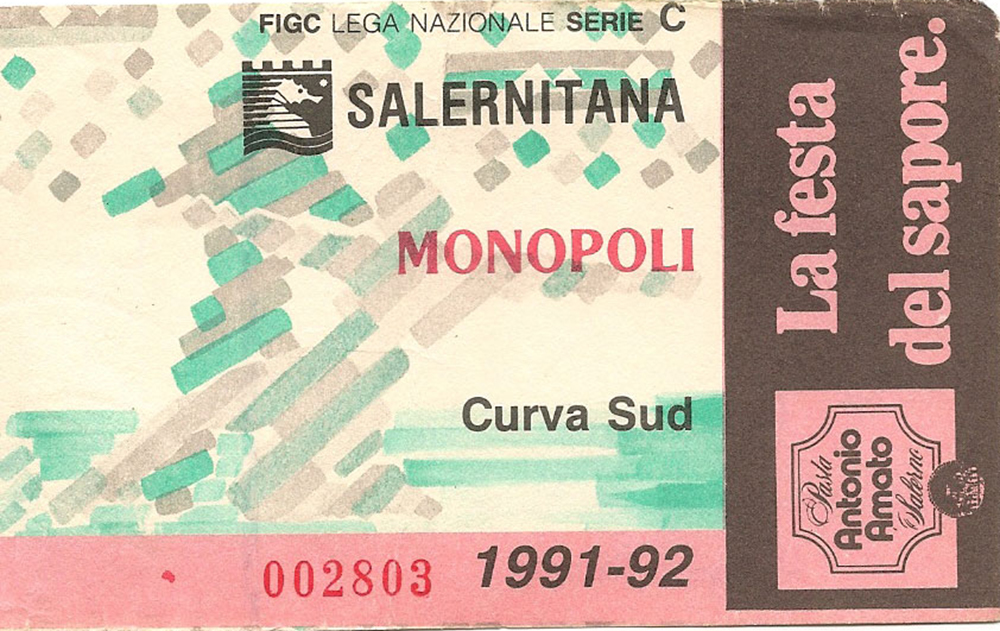 FIGC LEGA NAZIONALE SERIE C
SALERNITANA
MONOPOLI
Curva Sud
002803
1991-92
La festa
del sapore.
Pasta
Antonio
Amato
Salerno